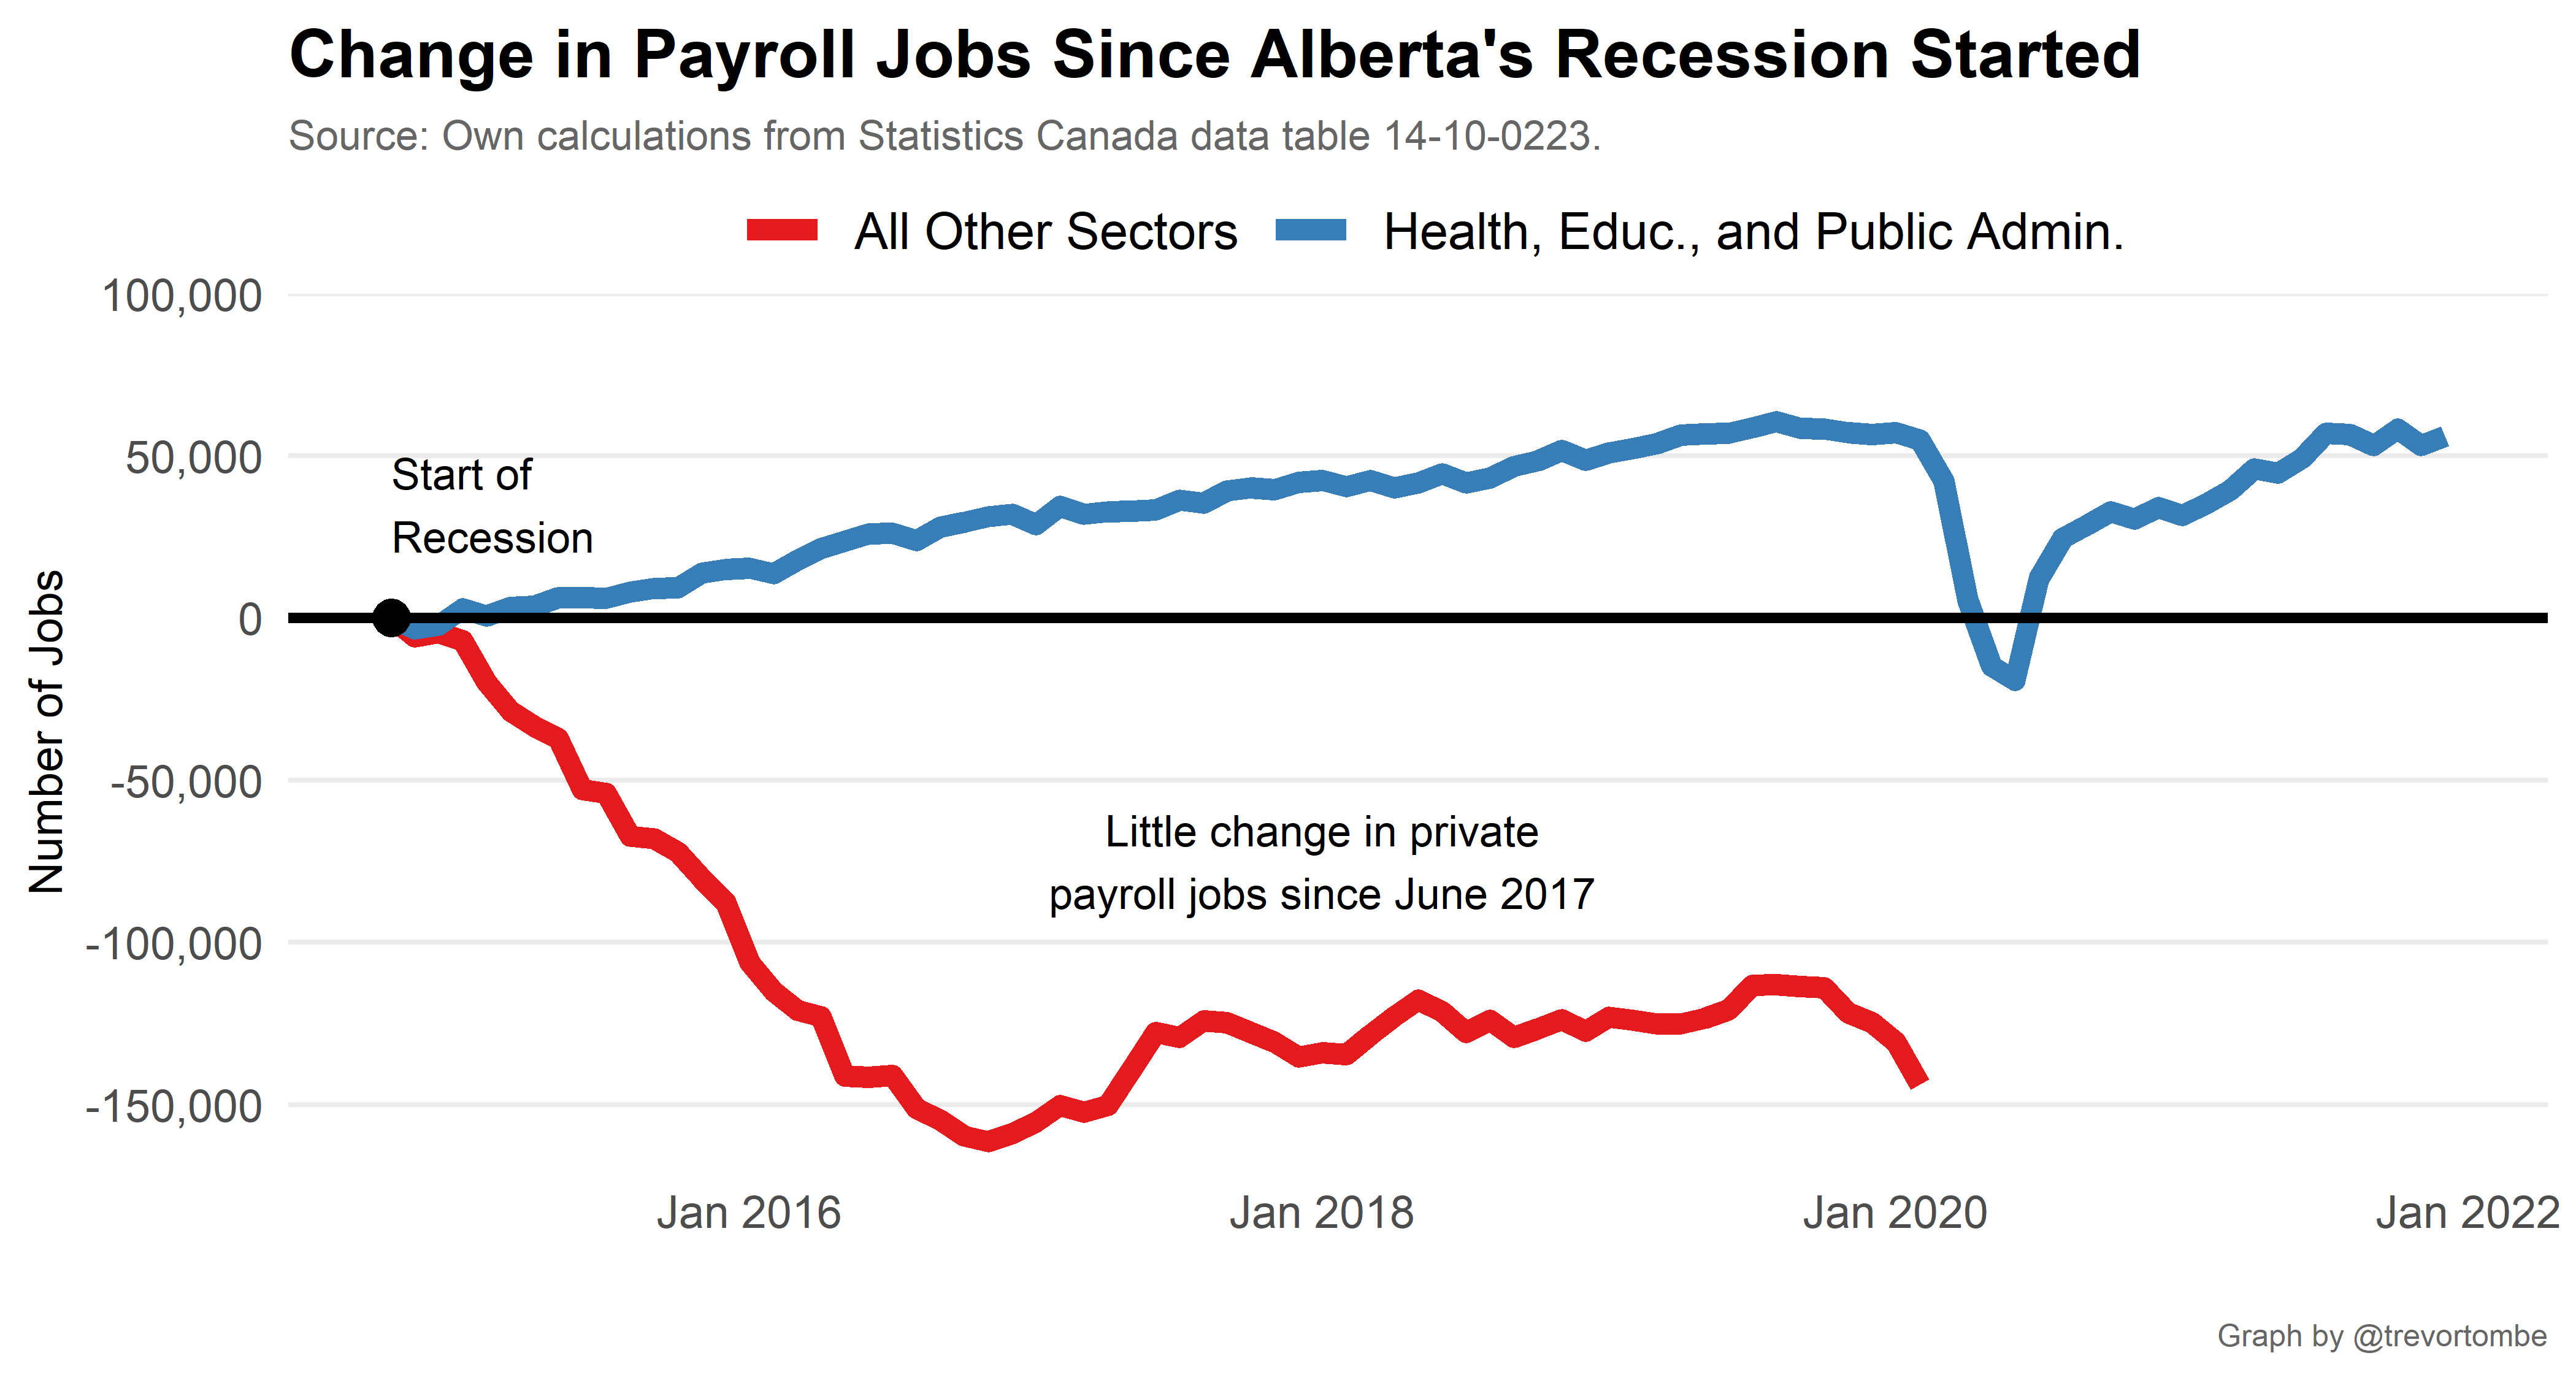 Change in Payroll Jobs Since Alberta's Recession Started
Source: Own calculations from Statistics Canada data table 14-10-0223.
All Other Sectors
Health, Educ., and Public Admin.
Number of Jobs
100,000
50,000
0
-50,000
-100,000
-150,000
Start of
Recession
Little change in private
payroll jobs since June 2017
Jan 2016
Jan 2018
Jan 2020
Jan 2022
Graph by @trevortombe